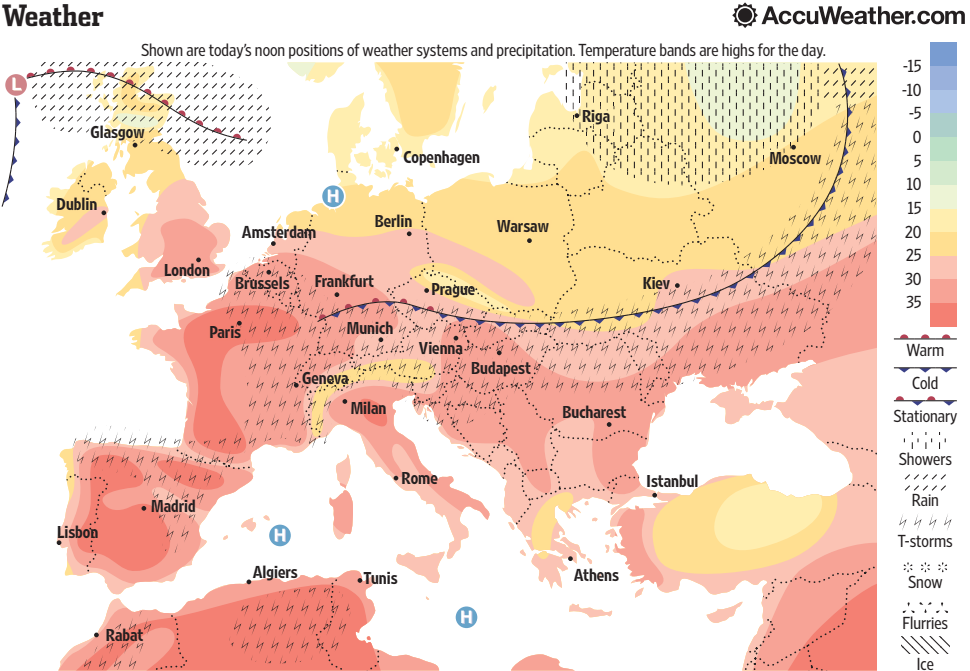 Weather
AccuWeather.com
Shown are today's noon positions of weather systems and precipitation. Temperature bands are highs for the day.
-15
-10
-5
0
5
10
15
20
25
30
35
L
Glasgow
Riga
Copenhagen
Moscow
H
Dublin
Berlin
Amsterdam
Warsaw
London
Brussels
Frankfurt
Prague
Kiev
Paris
Munich
Vienna
Budapest
Geneva
Milan
Bucharest
Rome
Istanbul
Madrid
Lisbon
H
Athens
Algiers
Tunis
H
Rabat
Warm
Cold
Stationary
Showers
Rain
T-storms
Snow
Flurries
Ice